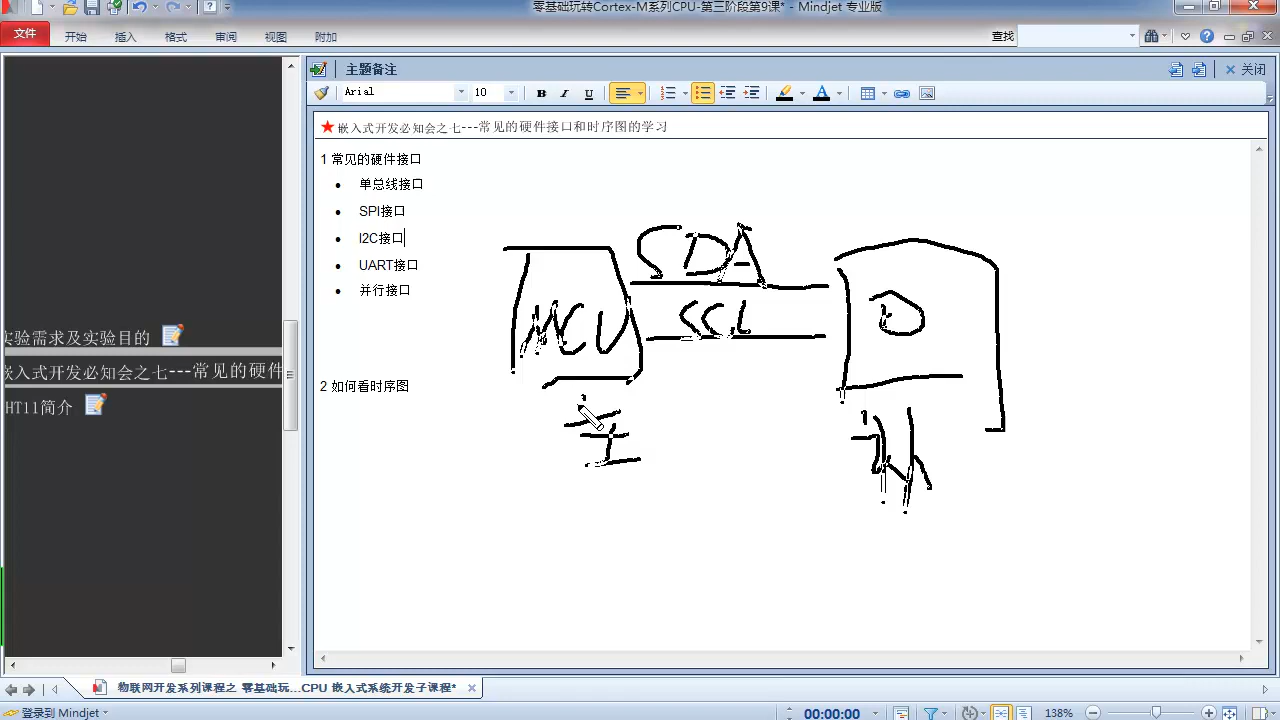 零基础玩转Cortex-M系列CPU-第三阶段第9课* - Mindjet 专业版
文件 开始 插入 格式 审阅 视图 附加 查找
主题备注 关闭
Arial 10 B I U
★嵌入式开发必知会之七---常见的硬件接口和时序图的学习
1 常见的硬件接口
• 单总线接口
• SPI接口
• I2C接口
• UART接口
• 并行接口
2 如何看时序图
SDA
SCL
MCU
D
主
实验需求及实验目的
嵌入式开发必知会之七---常见的硬件
HT11简介
物联网开发系列课程之 零基础玩...CPU 嵌入式系统开发子课程*
登录到 Mindjet
00:00:00
138%